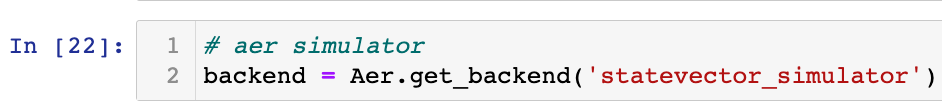 In [22]:
1 # aer simulator
2 backend = Aer.get_backend('statevector_simulator')